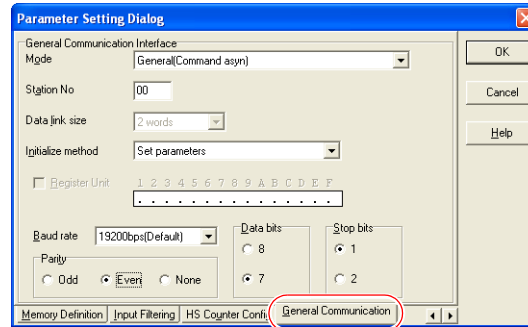 Parameter Setting Dialog
General Communication Interface
Mode General(Command asyn)
Station No 00
Data link size 2 words
Initialize method Set parameters
Register Unit 1 2 3 4 5 6 7 8 9 A B C D E F
. . . . . . . . . . . . . . .
Baud rate 19200bps(Default)
Parity
Odd Even None
Data bits
8
7
Stop bits
1
2
OK
Cancel
Help
Memory Definition Input Filtering HS Counter Confi General Communication